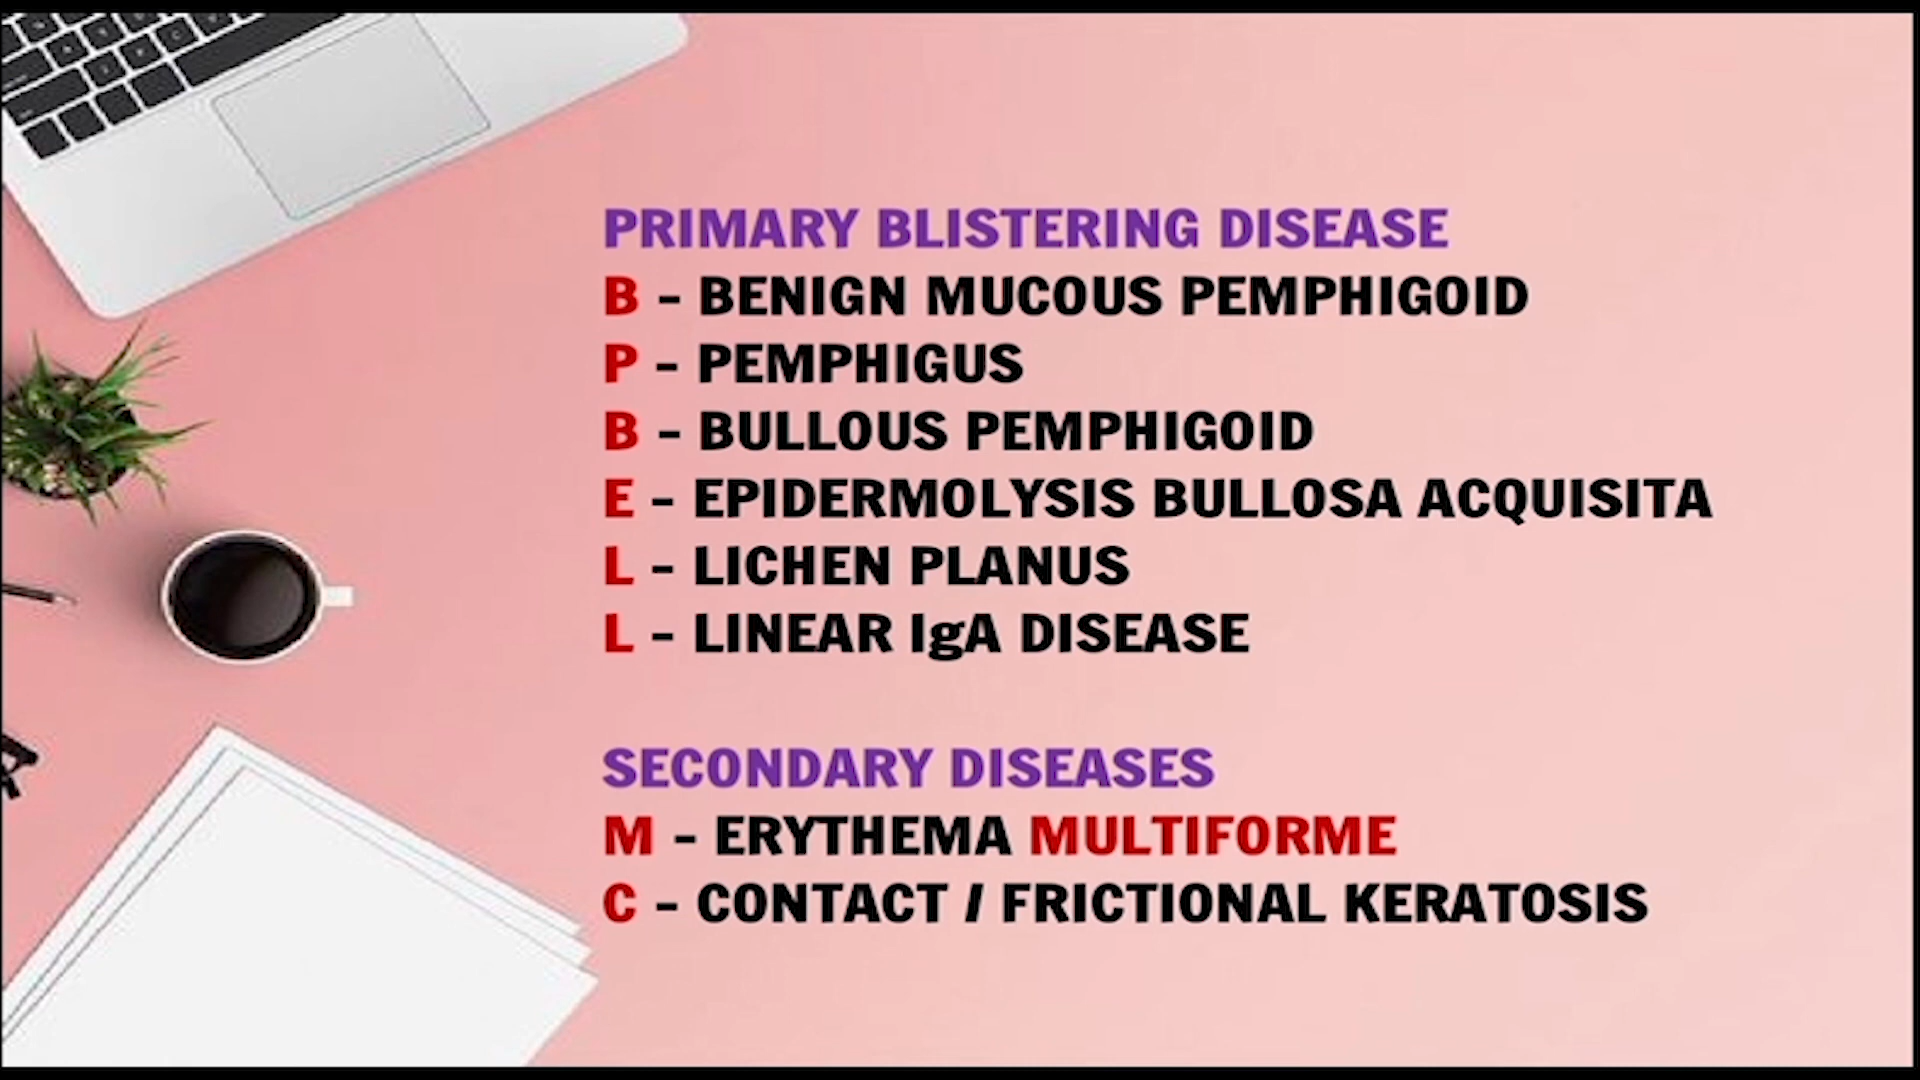 PRIMARY BLISTERING DISEASE
B - BENIGN MUCOUS PEMPHIGOID
P - PEMPHIGUS
B - BULLOUS PEMPHIGOID
E - EPIDERMOLYSIS BULLOSA ACQUISITA
L - LICHEN PLANUS
L - LINEAR IgA DISEASE
SECONDARY DISEASES
M - ERYTHEMA MULTIFORME
C - CONTACT / FRICTIONAL KERATOSIS